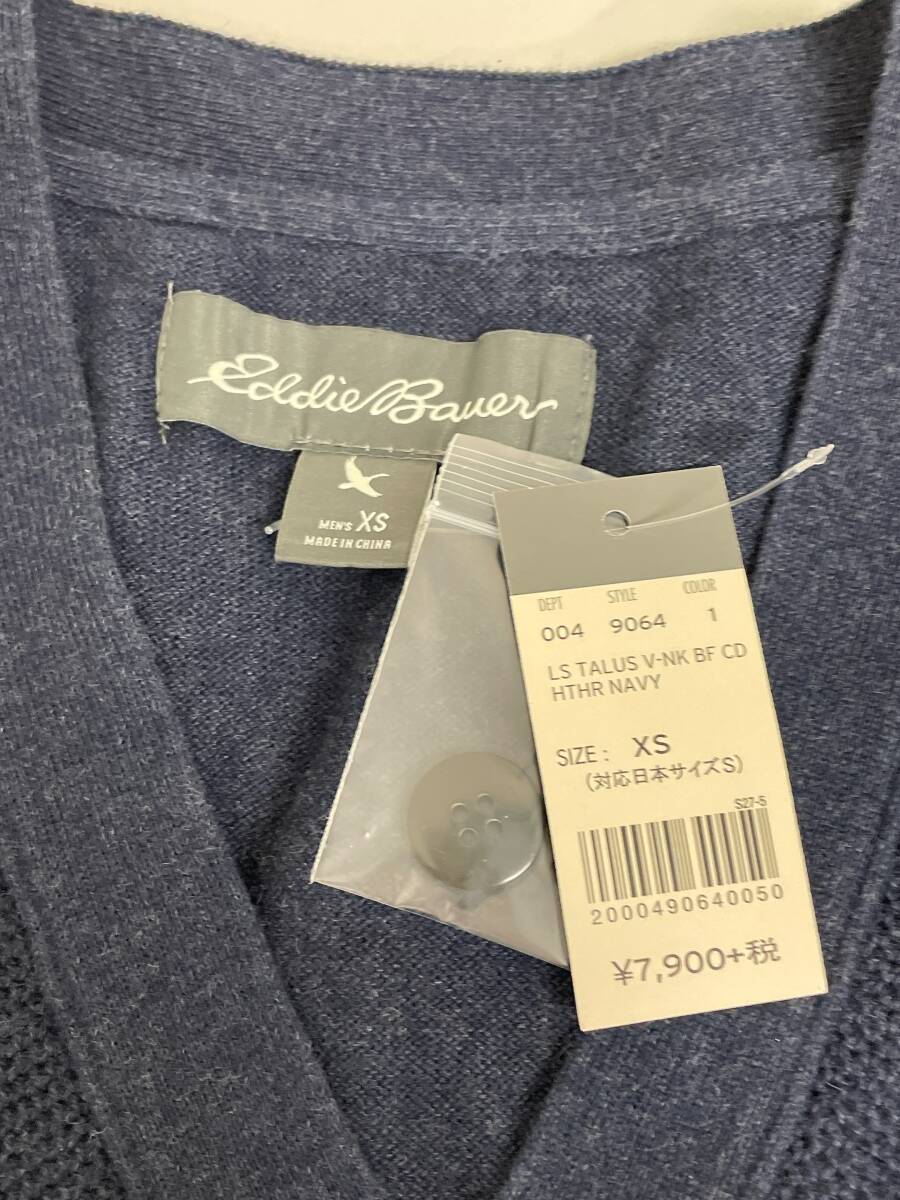 Eddie Bauer
MEN'S XS
MADE IN CHINA
DEPT STYLE COLOR
004 9064 1
LS TALUS V-NK BF CD
HTHR NAVY
SIZE: XS
(対応日本サイズS)
S27-5
2000490640050
¥7,900+税